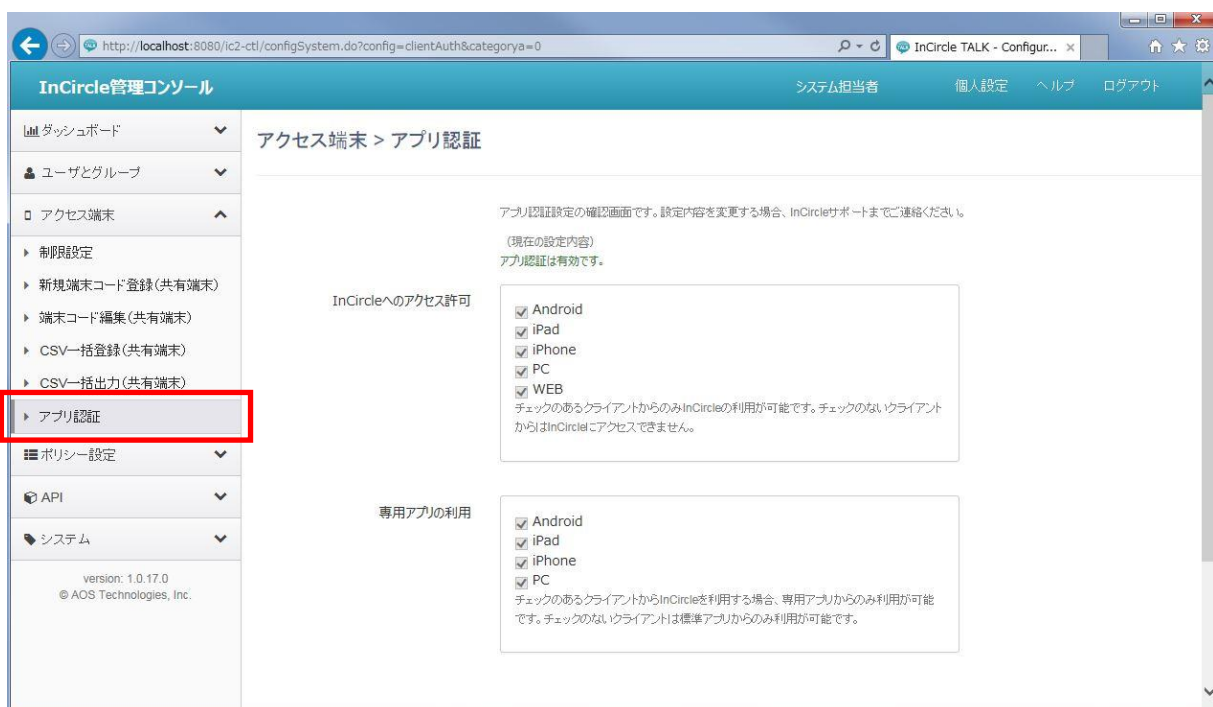 http://localhost:8080/ic2-ctl/configSystem.do?config=clientAuth&categorya=0
InCircle TALK - Configur...
InCircle管理コンソール
システム担当者
個人設定
ヘルプ
ログアウト
ダッシュボード
ユーザとグループ
アクセス端末
制限設定
新規端末コード登録(共有端末)
端末コード編集(共有端末)
CSV一括登録(共有端末)
CSV一括出力(共有端末)
アプリ認証
ポリシー設定
API
システム
version: 1.0.17.0
© AOS Technologies, Inc.
アクセス端末 > アプリ認証
アプリ認証設定の確認画面です。設定内容を変更する場合、InCircleサポートまでご連絡ください。
(現在の設定内容)
アプリ認証は有効です。
InCircleへのアクセス許可
Android
iPad
iPhone
PC
WEB
チェックのあるクライアントからのみInCircleの利用が可能です。チェックのないクライアント
からはInCircleにアクセスできません。
専用アプリの利用
Android
iPad
iPhone
PC
チェックのあるクライアントからInCircleを利用する場合、専用アプリからのみ利用が可能
です。チェックのないクライアントは標準アプリからのみ利用が可能です。